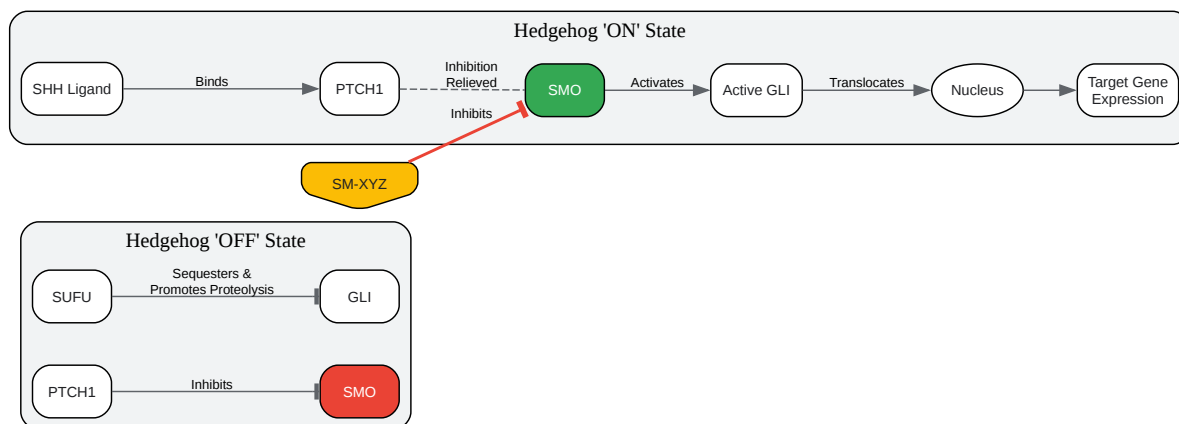 Hedgehog 'ON' State
SHH Ligand
Binds
PTCH1
Inhibition
Relieved
SMO
Activates
Active GLI
Translocates
Nucleus
Target Gene
Expression
Inhibits
SM-XYZ
Hedgehog 'OFF' State
SUFU
Sequesters &
Promotes Proteolysis
GLI
PTCH1
Inhibits
SMO